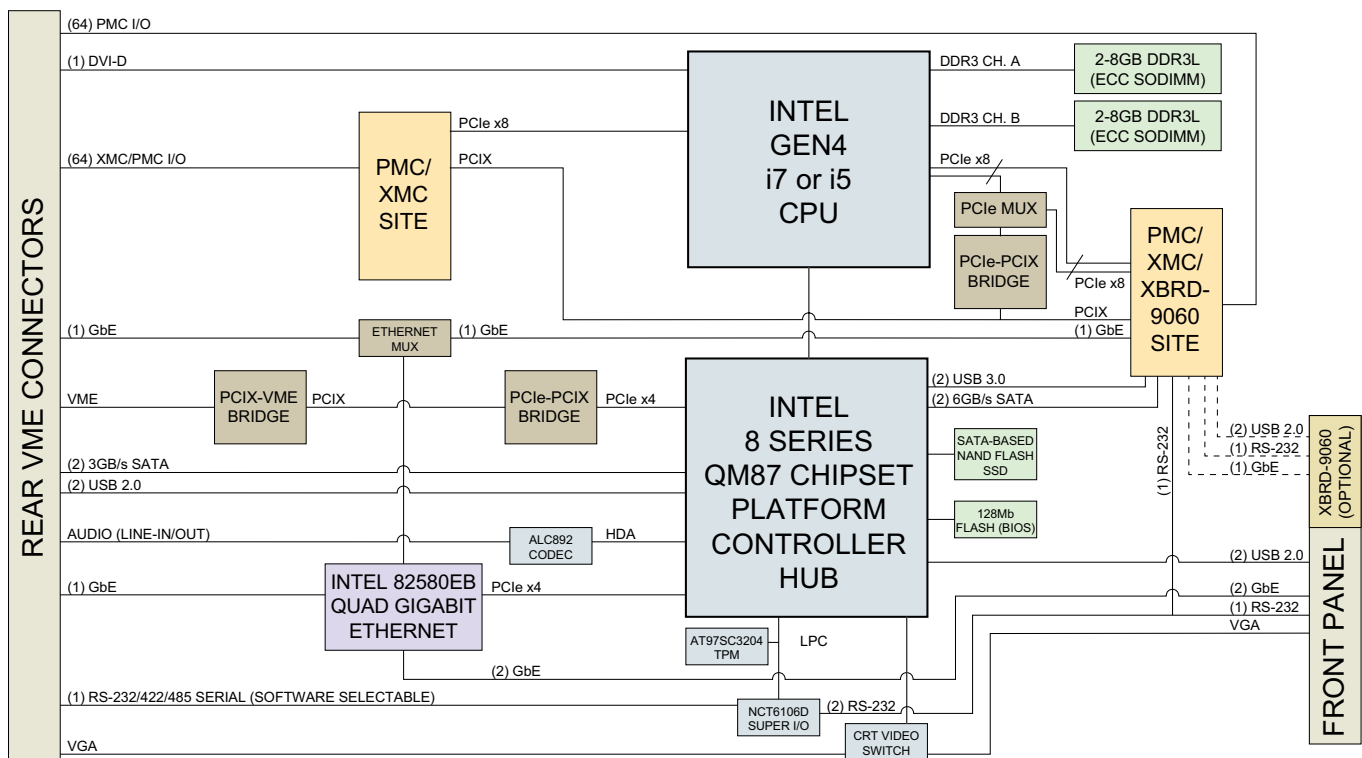 REAR VME CONNECTORS
(64) PMC I/O
(1) DVI-D
(64) XMC/PMC I/O
(1) GbE
VME
(2) 3GB/s SATA
(2) USB 2.0
AUDIO (LINE-IN/OUT)
(1) GbE
(1) RS-232/422/485 SERIAL (SOFTWARE SELECTABLE)
VGA
PMC/
XMC
SITE
PCIe x8
PCIX
INTEL
GEN4
i7 or i5
CPU
DDR3 CH. A
2-8GB DDR3L
(ECC SODIMM)
DDR3 CH. B
2-8GB DDR3L
(ECC SODIMM)
PCIe x8
PCIe MUX
PCIe-PCIX
BRIDGE
PCIe x8
PCIX
(1) GbE
PMC/
XMC/
XBRD-
9060
SITE
ETHERNET
MUX
(1) GbE
PCIX-VME
BRIDGE
PCIX
PCIe-PCIX
BRIDGE
PCIe x4
INTEL
8 SERIES
QM87 CHIPSET
PLATFORM
CONTROLLER
HUB
(2) USB 3.0
(2) 6GB/s SATA
SATA-BASED
NAND FLASH
SSD
128Mb
FLASH (BIOS)
(1) RS-232
(2) USB 2.0
(1) RS-232
(1) GbE
XBRD-9060
(OPTIONAL)
ALC892
CODEC
HDA
INTEL 82580EB
QUAD GIGABIT
ETHERNET
PCIe x4
(2) GbE
AT97SC3204
TPM
LPC
NCT6106D
SUPER I/O
(2) RS-232
CRT VIDEO
SWITCH
(2) USB 2.0
(2) GbE
(1) RS-232
VGA
FRONT PANEL